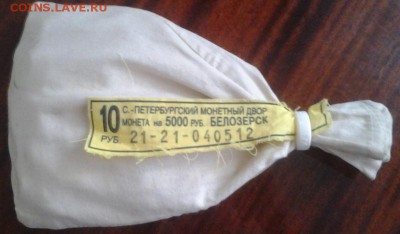 COINS.LAVE.RU
10 РУБ.
С.-ПЕТЕРБУРГСКИЙ МОНЕТНЫЙ ДВОР
МОНЕТА на 5000 РУБ. БЕЛОЗЕРСК
21-21-040512